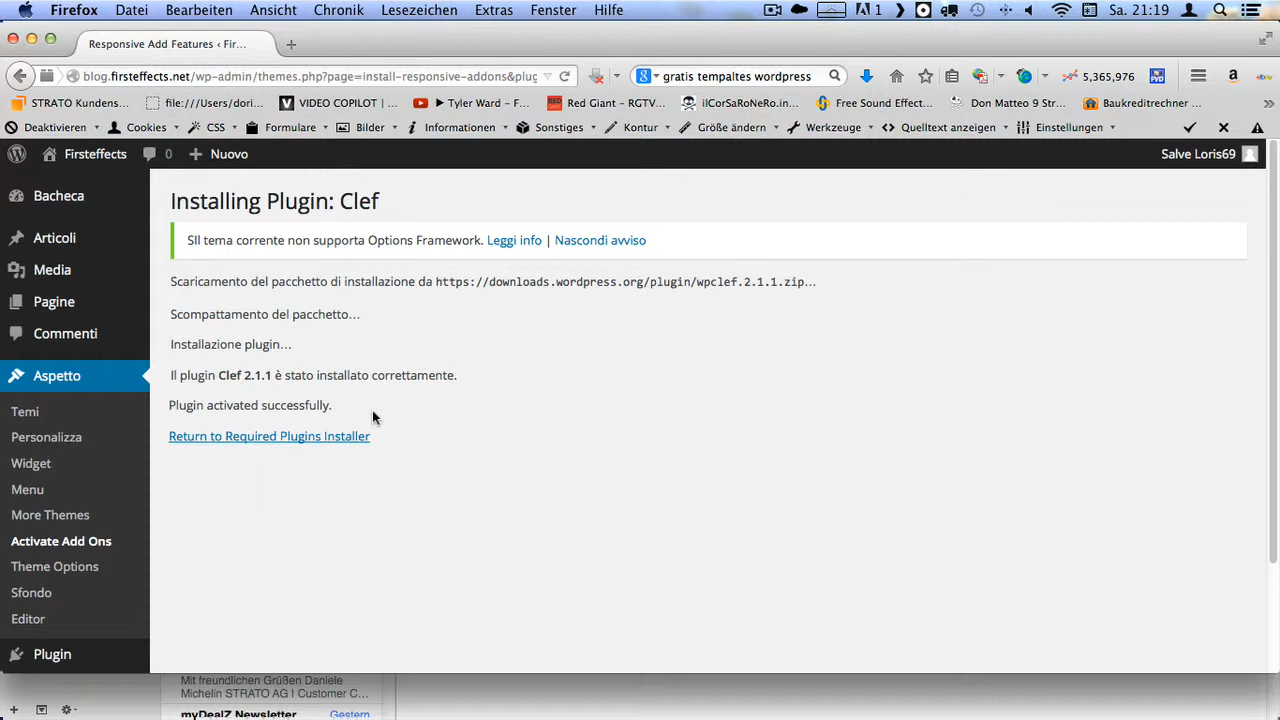 Firefox Datei Bearbeiten Ansicht Chronik Lesezeichen Extras Fenster Hilfe 1 Sa. 21:19
Responsive Add Features ‹ Fir...
blog.firsteffects.net/wp-admin/themes.php?page=install-responsive-addons&plug gratis tempaltes wordpress 5,365,976
STRATO Kundens... file:///Users/dori... VIDEO COPILOT | ... Tyler Ward – F... Red Giant – RGTV... ilCorSaRoNeRo.in... Free Sound Effect... Don Matteo 9 St... Baukreditrechner ...
Deaktivieren Cookies CSS Formulare Bilder Informationen Sonstiges Kontur Größe ändern Werkzeuge Quelltext anzeigen Einstellungen
Firsteffects 0 Nuovo Salve Loris69
Bacheca
Articoli
Media
Pagine
Commenti
Aspetto
Temi
Personalizza
Widget
Menu
More Themes
Activate Add Ons
Theme Options
Sfondo
Editor
Plugin
Installing Plugin: Clef
SIl tema corrente non supporta Options Framework. Leggi info | Nascondi avviso
Scaricamento del pacchetto di installazione da https://downloads.wordpress.org/plugin/wpclef.2.1.1.zip…
Scompattamento del pacchetto…
Installazione plugin…
Il plugin Clef 2.1.1 è stato installato correttamente.
Plugin activated successfully.
Return to Required Plugins Installer
Mit freundlichen Grüßen Daniele
Michelin STRATO AG I Customer C...
myDealZ Newsletter Gestern